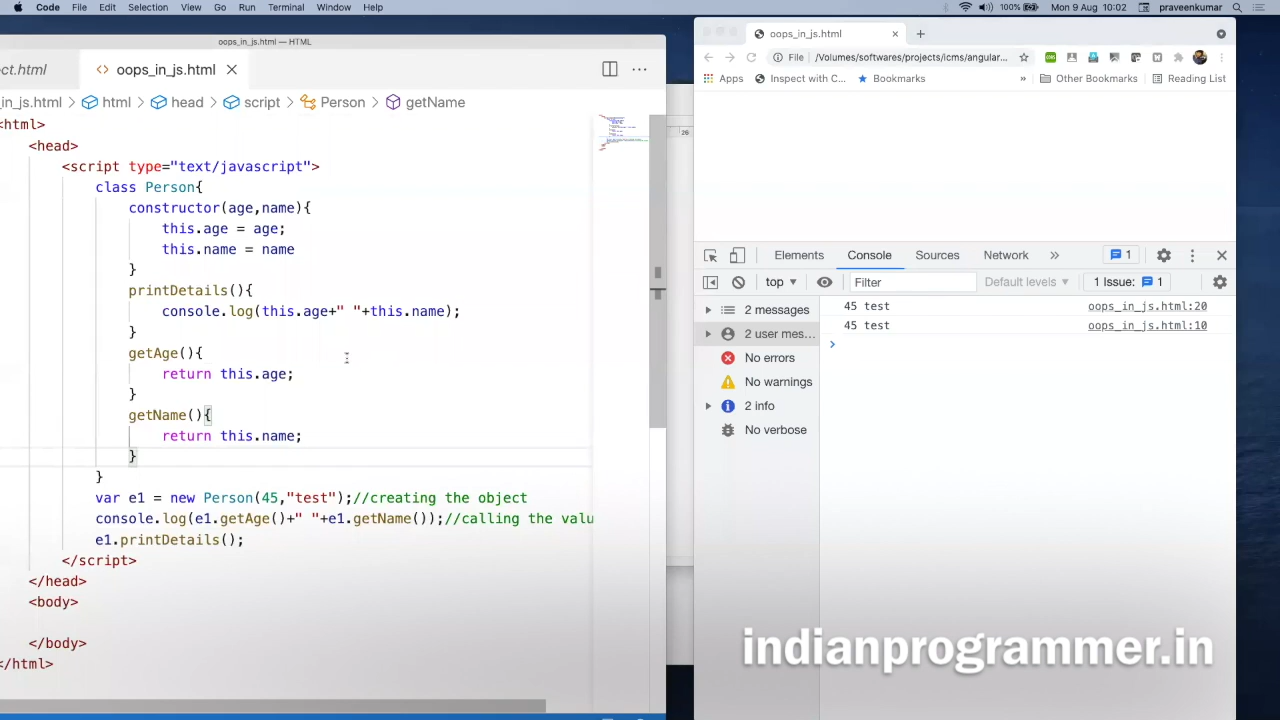 Code File Edit Selection View Go Run Terminal Window Help
100% Mon 9 Aug 10:02 praveenkumar
oops_in_js.html — HTML
ect.html oops_in_js.html
_in_js.html html head script Person getName
<html>
<head>
<script type="text/javascript">
class Person{
constructor(age,name){
this.age = age;
this.name = name
}
printDetails(){
console.log(this.age+" "+this.name);
}
getAge(){
return this.age;
}
getName(){
return this.name;
}
}
var e1 = new Person(45,"test");//creating the object
console.log(e1.getAge()+" "+e1.getName());//calling the valu
e1.printDetails();
</script>
</head>
<body>
</body>
</html>
26
oops_in_js.html
File /Volumes/softwares/projects/icms/angular...
Apps Inspect with C... Bookmarks » Other Bookmarks Reading List
Elements Console Sources Network » 1
top Filter Default levels 1 Issue: 1
2 messages
2 user mes...
No errors
No warnings
2 info
No verbose
45 test oops_in_js.html:20
45 test oops_in_js.html:10
indianprogrammer.in